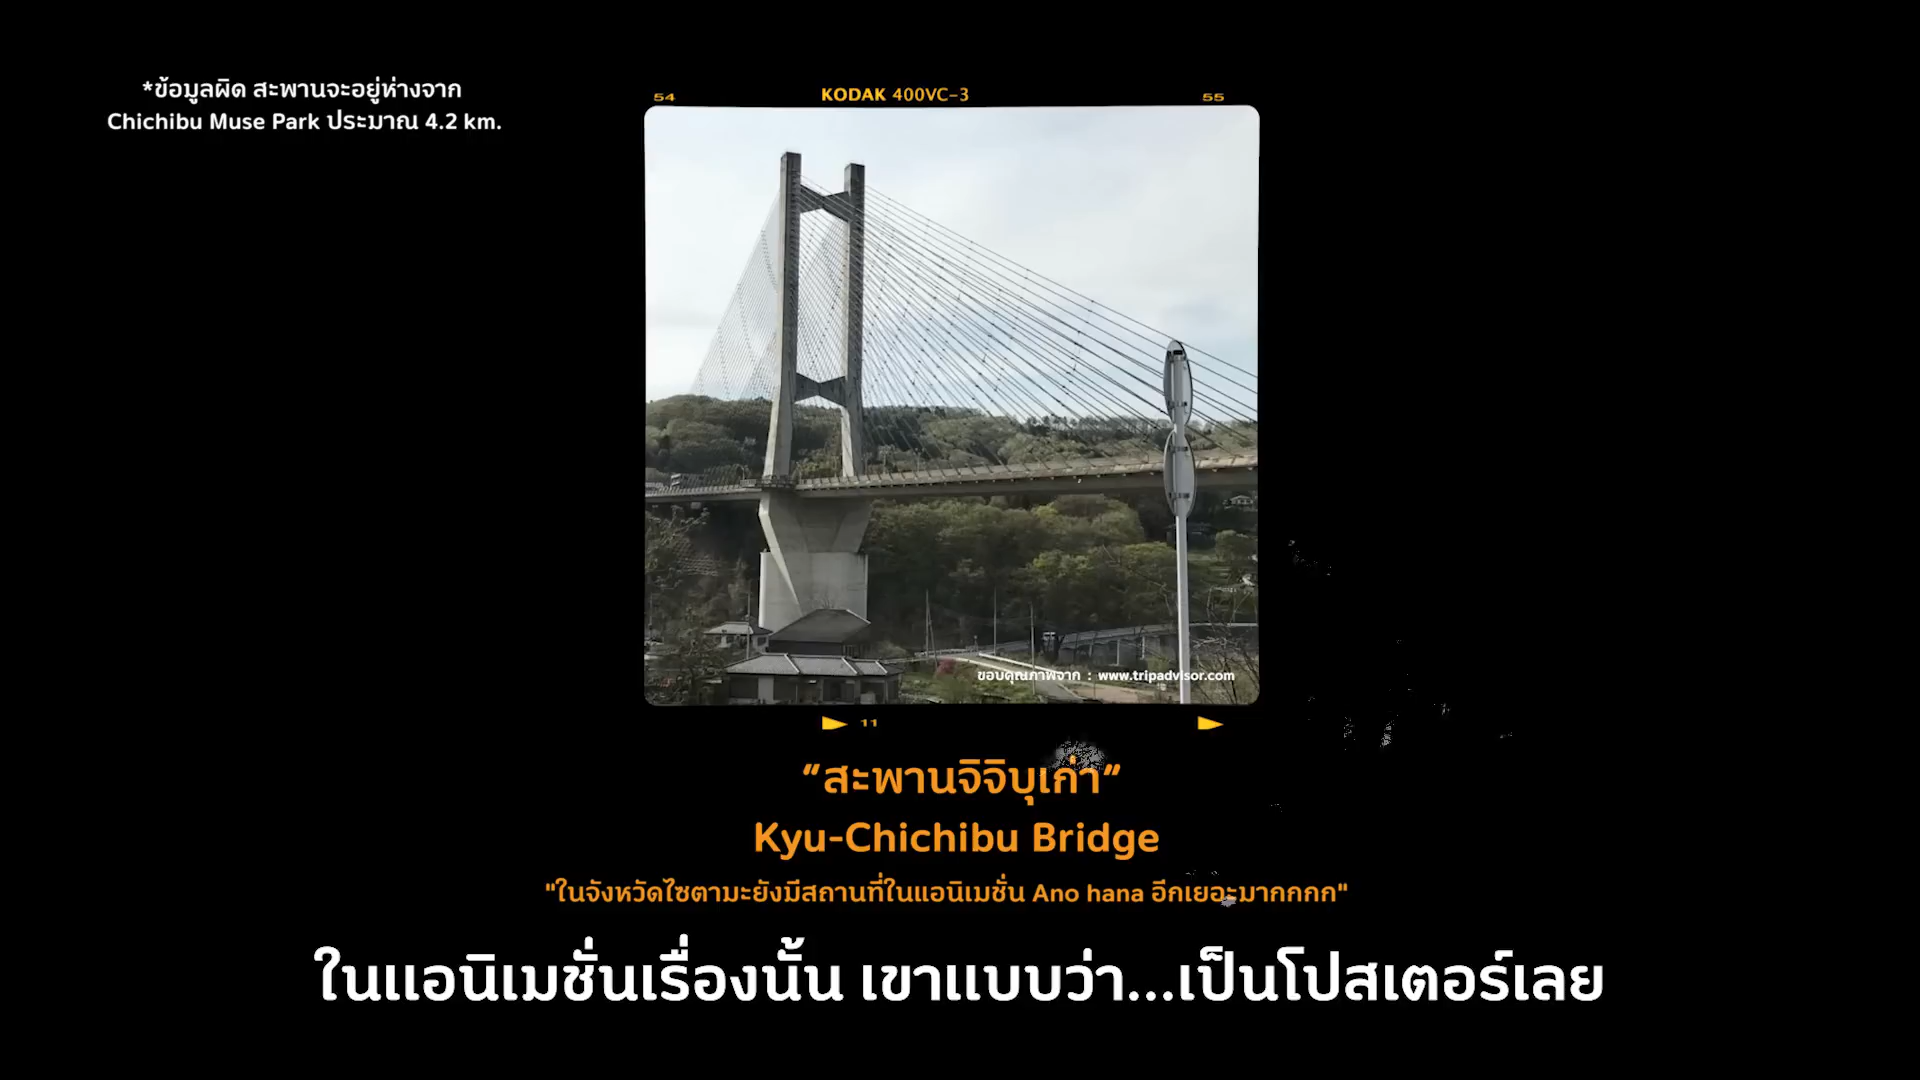 *ข้อมูลผิด สะพานจะอยู่ห่างจาก
Chichibu Muse Park ประมาณ 4.2 km.
54 KODAK 400VC-3 55
ขอบคุณภาพจาก : www.tripadvisor.com
11
“สะพานจิจิบุเก่า”
Kyu-Chichibu Bridge
"ในจังหวัดไซตามะยังมีสถานที่ในแอนิเมชั่น Ano hana อีกเยอะมากกกก"
ในแอนิเมชั่นเรื่องนั้น เขาแบบว่า...เป็นโปสเตอร์เลย